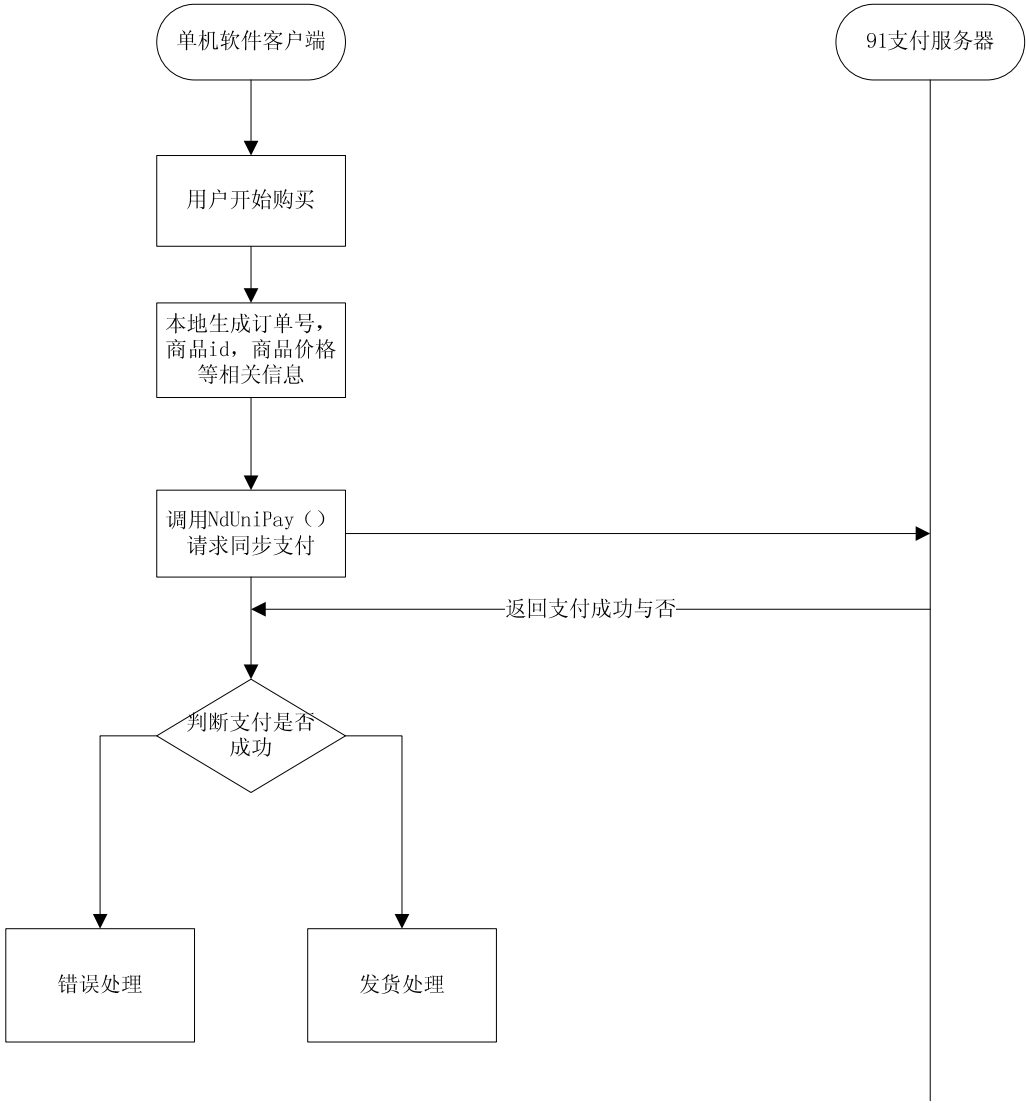 单机软件客户端
91支付服务器
用户开始购买
本地生成订单号，
商品id，商品价格
等相关信息
调用NdUniPay（）
请求同步支付
返回支付成功与否
判断支付是否
成功
错误处理
发货处理